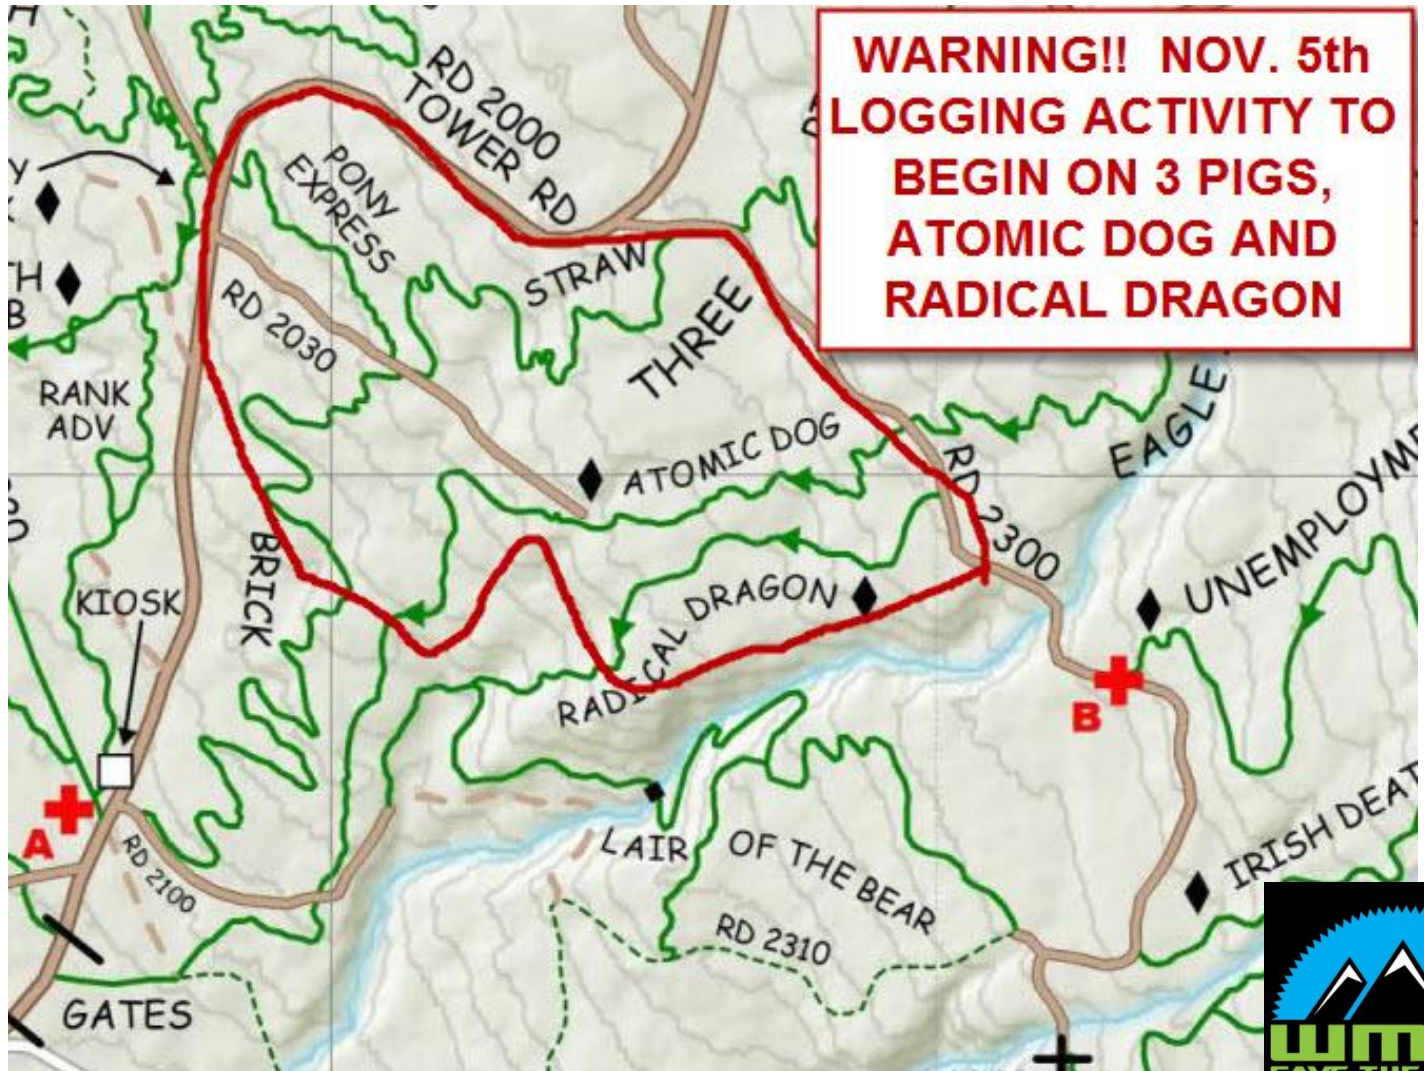 WARNING!! NOV. 5th
LOGGING ACTIVITY TO
BEGIN ON 3 PIGS,
ATOMIC DOG AND
RADICAL DRAGON
H
RD 2000
TOWER RD
PONY
EXPRESS
Y
TH
B
STRAW
RD 2030
THREE
RANK
ADV
EAGLE
ATOMIC DOG
RD 2300
BRICK
KIOSK
RADICAL DRAGON
UNEMPLOYM
B
A
RD 2100
LAIR
OF THE BEAR
RD 2310
IRISH DEAT
GATES
WM